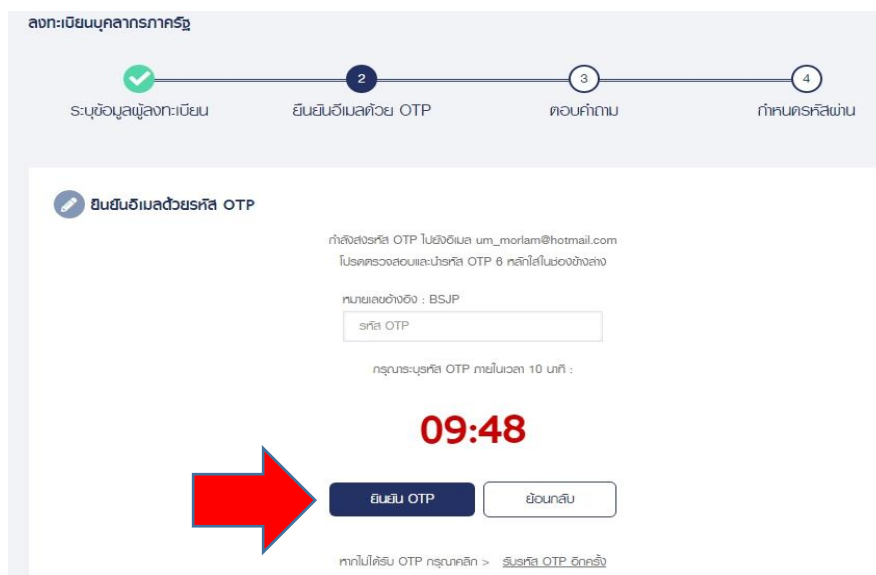 ลงทะเบียนบุคลากรภาครัฐ
2 3 4
ระบุข้อมูลผู้ลงทะเบียน ยืนยันอีเมลด้วย OTP ตอบคำถาม กำหนดรหัสผ่าน
ยืนยันอีเมลด้วยรหัส OTP
กำลังส่งรหัส OTP ไปยังอีเมล um_morlam@hotmail.com
โปรดตรวจสอบและนำรหัส OTP 6 หลักใส่ในช่องข้างล่าง
หมายเลขอ้างอิง : BSJP
รหัส OTP
กรุณาระบุรหัส OTP ภายในเวลา 10 นาที :
09:48
ยืนยัน OTP ย้อนกลับ
หากไม่ได้รับ OTP กรุณาคลิก > รับรหัส OTP อีกครั้ง